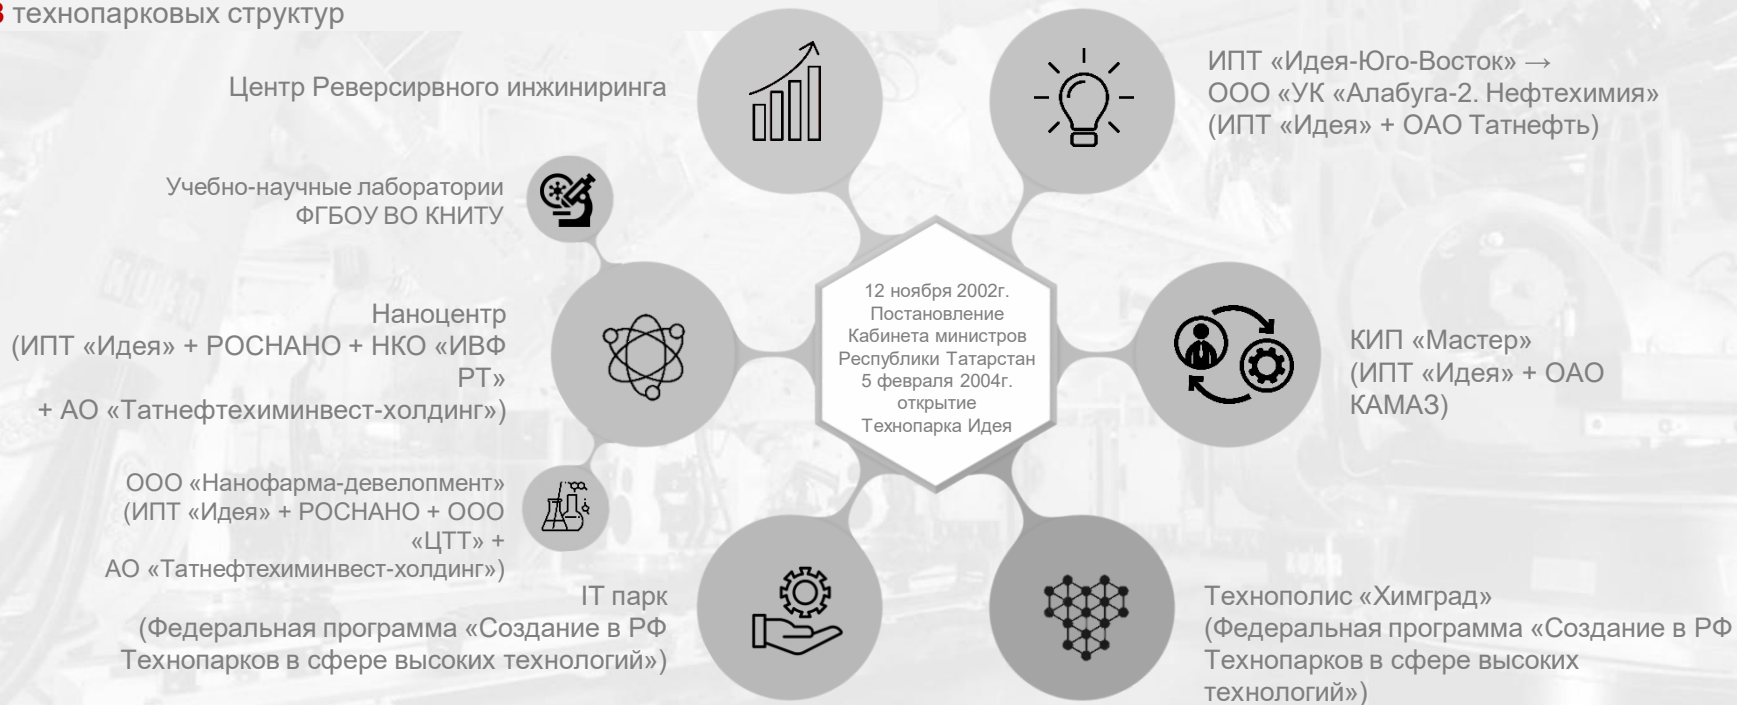 технопарковых структур
Центр Реверсирвного инжиниринга
Учебно-научные лаборатории
ФГБОУ ВО КНИТУ
Наноцентр
(ИПТ «Идея» + РОСНАНО + НКО «ИВФ
РТ»
+ АО «Татнефтехиминвест-холдинг»)
ООО «Нанофарма-девелопмент»
(ИПТ «Идея» + РОСНАНО + ООО
«ЦТТ» +
АО «Татнефтехиминвест-холдинг»)
IT парк
(Федеральная программа «Создание в РФ
Технопарков в сфере высоких технологий»)
12 ноября 2002г.
Постановление
Кабинета министров
Республики Татарстан
5 февраля 2004г.
открытие
Технопарка Идея
ИПТ «Идея-Юго-Восток» →
ООО «УК «Алабуга-2. Нефтехимия»
(ИПТ «Идея» + ОАО Татнефть)
КИП «Мастер»
(ИПТ «Идея» + ОАО
КАМАЗ)
Технополис «Химград»
(Федеральная программа «Создание в РФ
Технопарков в сфере высоких
технологий»)